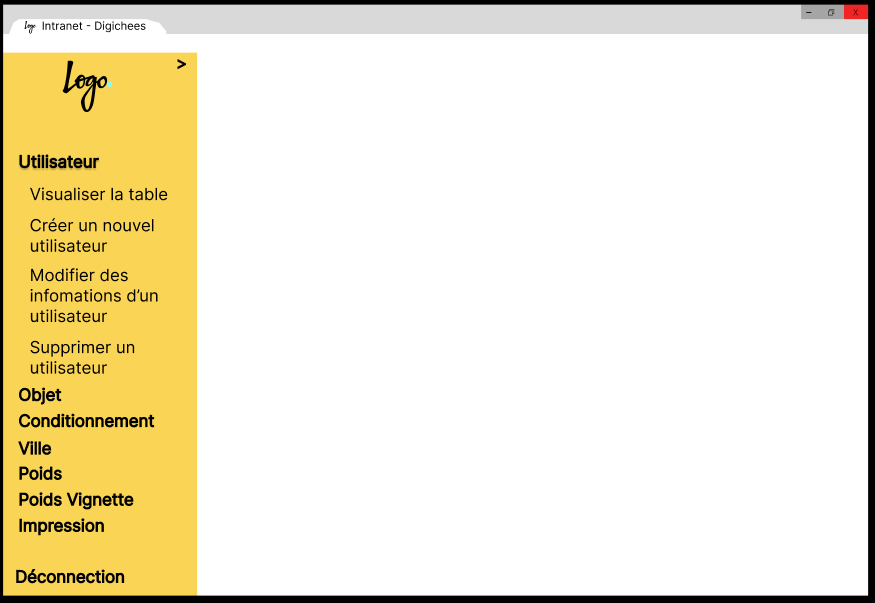 Logo Intranet - Digichees
X
>
Logo.
Utilisateur
Visualiser la table
Créer un nouvel
utilisateur
Modifier des
infomations d’un
utilisateur
Supprimer un
utilisateur
Objet
Conditionnement
Ville
Poids
Poids Vignette
Impression
Déconnection